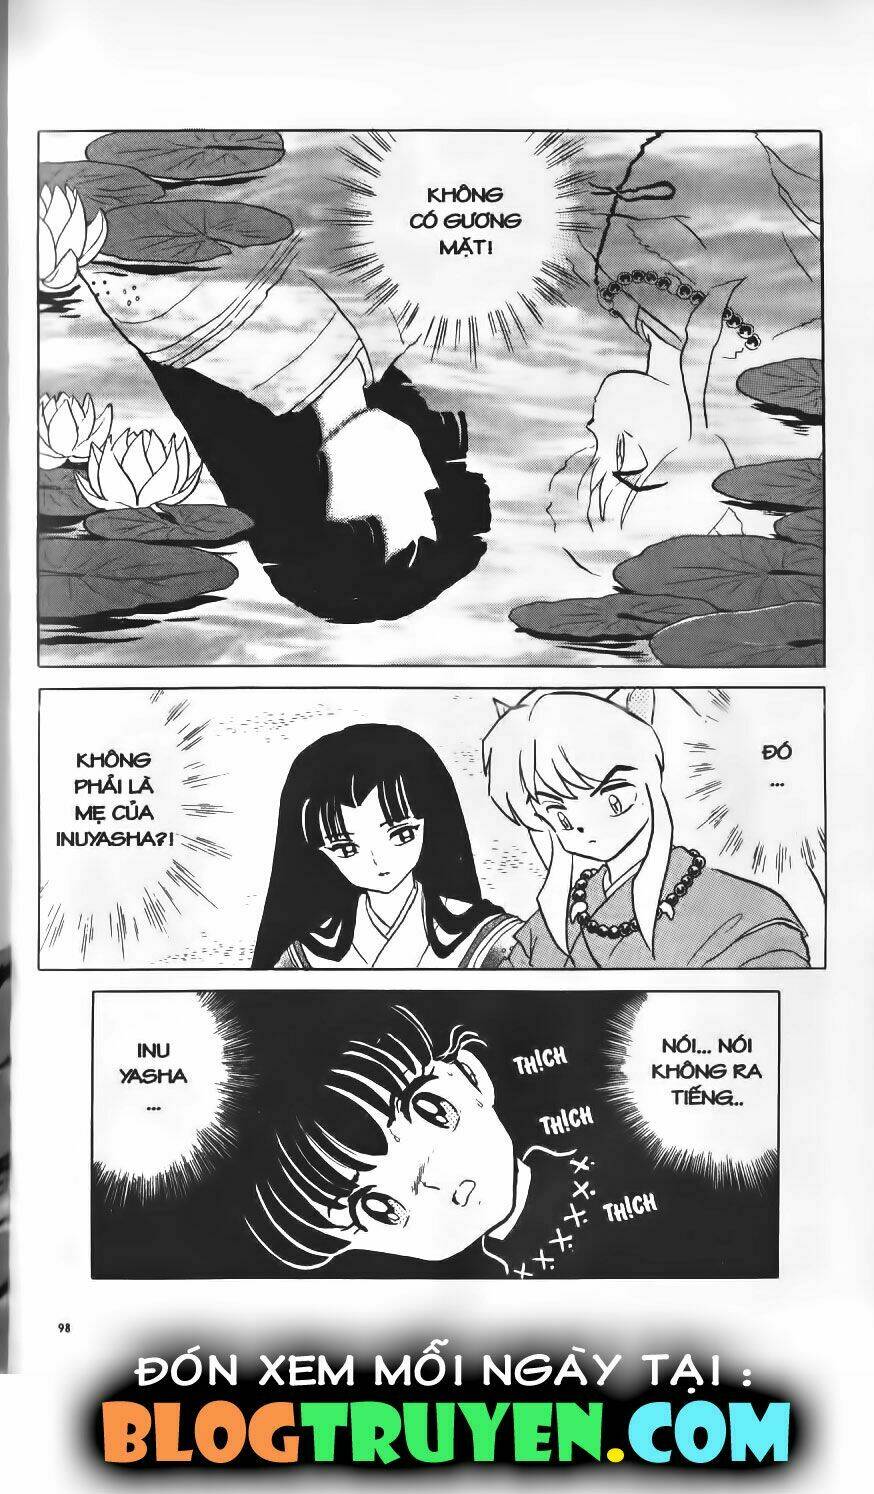 KHÔNG
CÓ GƯƠNG
MẶT!
ĐÓ
...
KHÔNG
PHẢI LÀ
MẸ CỦA
INUYASHA?!
NÓI... NÓI
KHÔNG RA
TIẾNG..
THỊCH
THỊCH
THỊCH
INU
YASHA
...
98
ĐÓN XEM MỖI NGÀY TẠI :
BLOGTRUYEN.COM